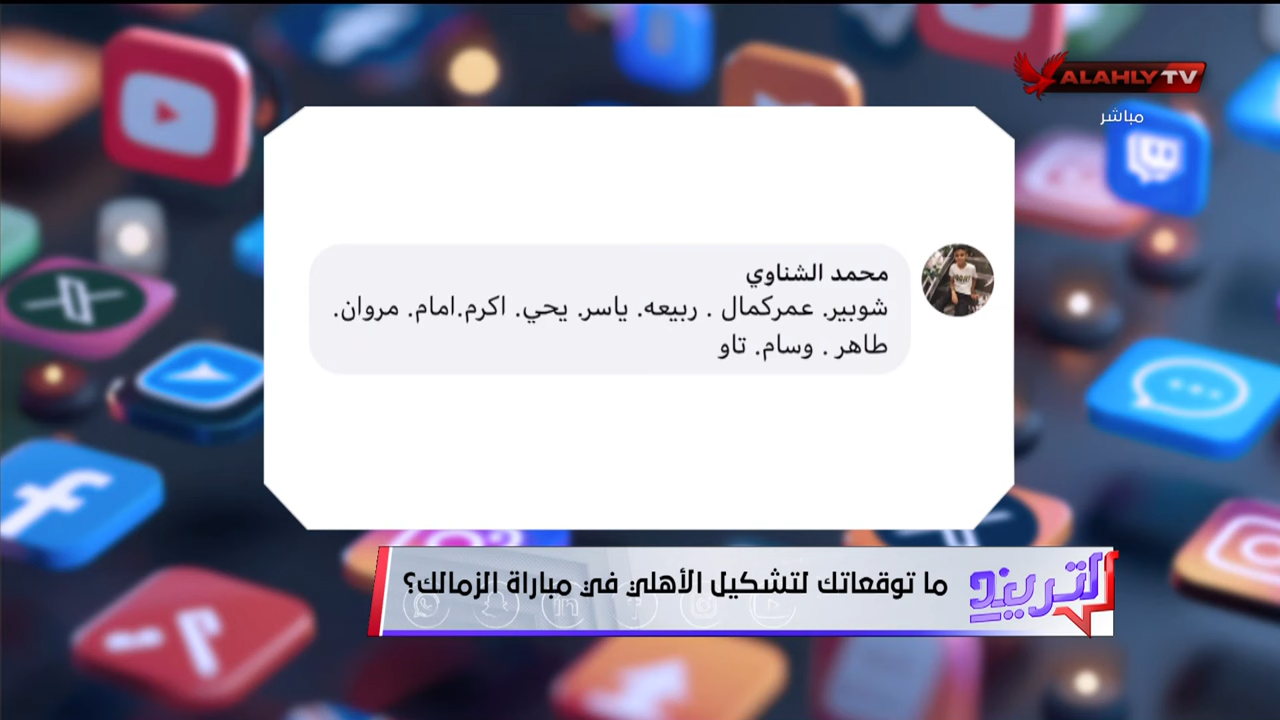 ALAHLY TV
مباشر
محمد الشناوي
شوبير. عمركمال . ربيعه. ياسر. يحي. اكرم.امام. مروان.
طاهر . وسام. تاو
ما توقعاتك لتشكيل الأهلي في مباراة الزمالك؟
التريند